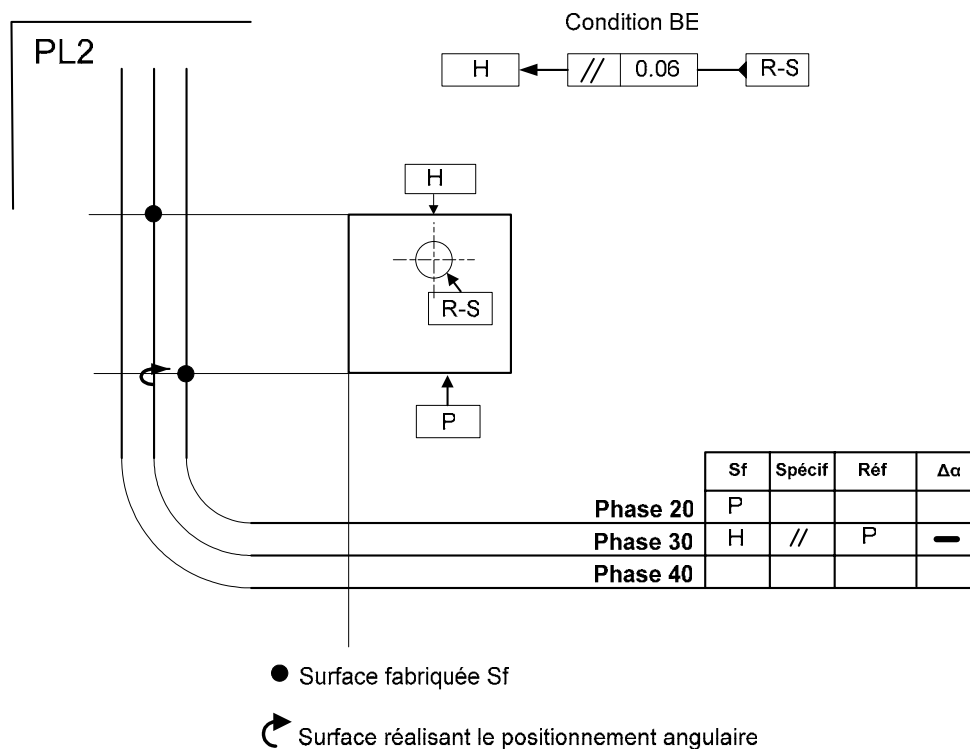 Condition BE
PL2
H // 0.06 R-S
H
R-S
P
Sf Spécif Réf Δα
Phase 20 P
Phase 30 H // P –
Phase 40
Surface fabriquée Sf
Surface réalisant le positionnement angulaire